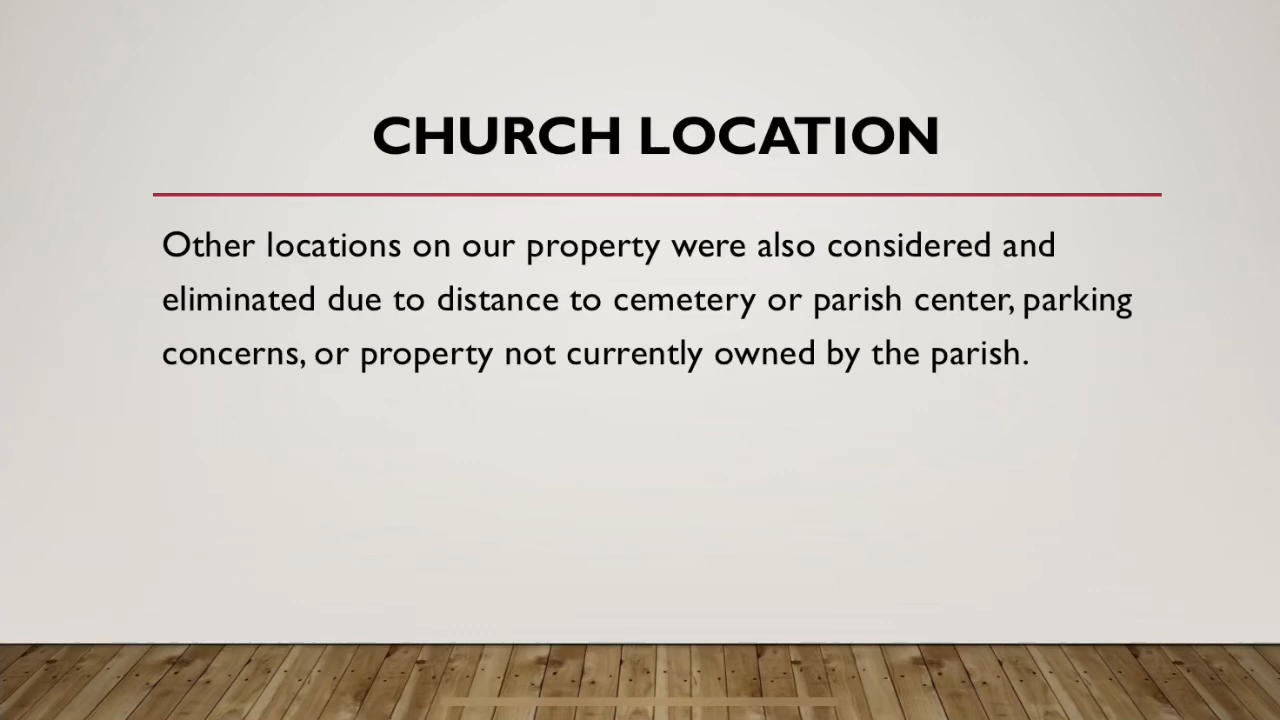 CHURCH LOCATION
Other locations on our property were also considered and
eliminated due to distance to cemetery or parish center, parking
concerns, or property not currently owned by the parish.